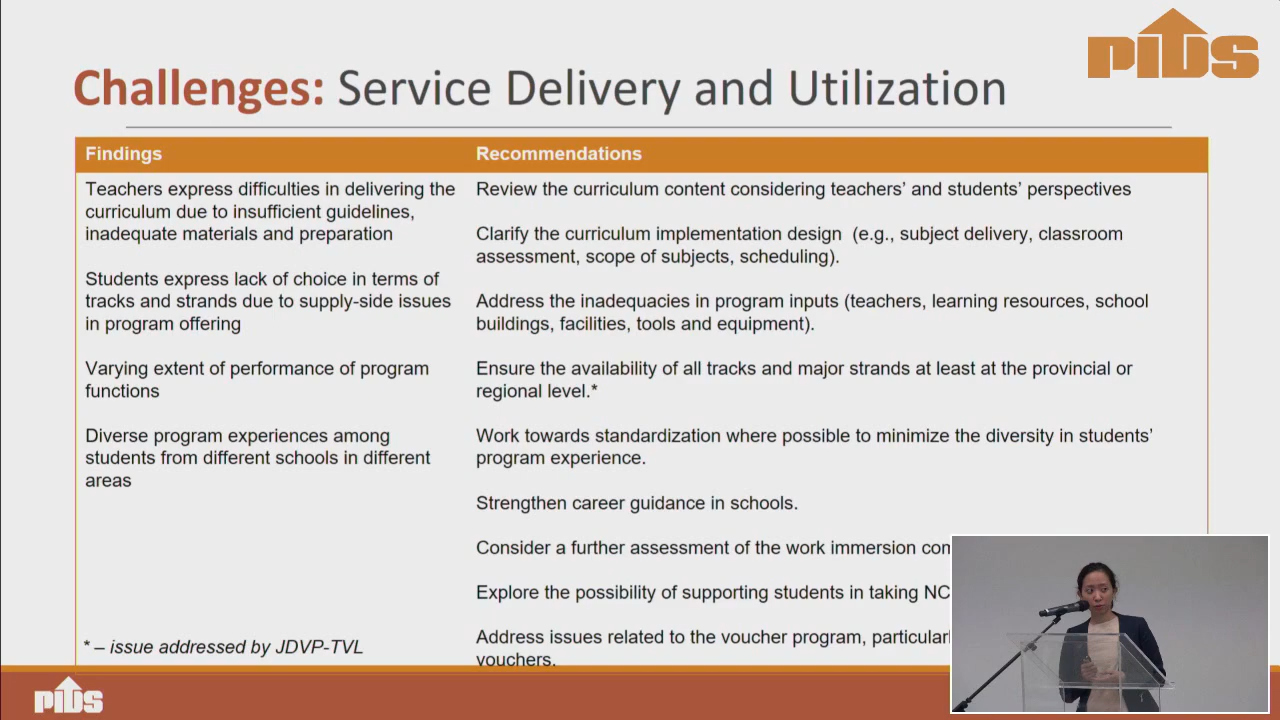 PIDS
Challenges: Service Delivery and Utilization
Findings
Recommendations
Teachers express difficulties in delivering the
curriculum due to insufficient guidelines,
inadequate materials and preparation
Students express lack of choice in terms of
tracks and strands due to supply-side issues
in program offering
Varying extent of performance of program
functions
Diverse program experiences among
students from different schools in different
areas
* – issue addressed by JDVP-TVL
Review the curriculum content considering teachers’ and students’ perspectives
Clarify the curriculum implementation design (e.g., subject delivery, classroom
assessment, scope of subjects, scheduling).
Address the inadequacies in program inputs (teachers, learning resources, school
buildings, facilities, tools and equipment).
Ensure the availability of all tracks and major strands at least at the provincial or
regional level.*
Work towards standardization where possible to minimize the diversity in students’
program experience.
Strengthen career guidance in schools.
Consider a further assessment of the work immersion
Explore the possibility of supporting students in taking NC
Address issues related to the voucher program,
vouchers.
PIDS